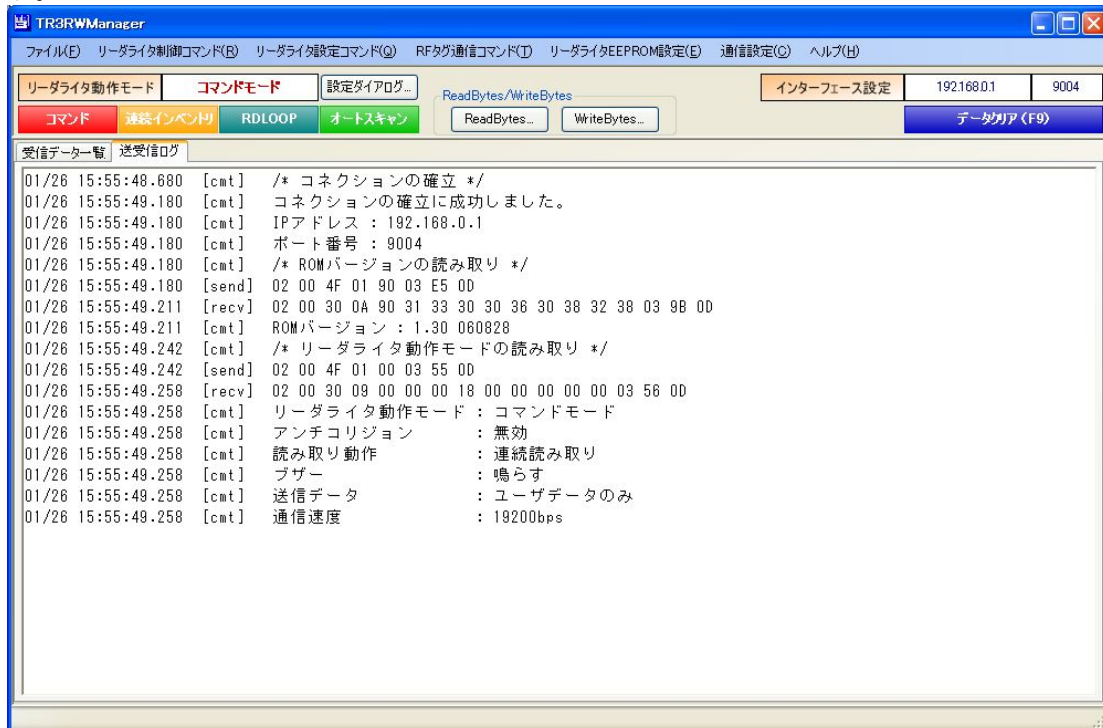 TR3RWManager
ファイル(F) リーダライタ制御コマンド(R) リーダライタ設定コマンド(Q) RFタグ通信コマンド(T) リーダライタEEPROM設定(E) 通信設定(C) ヘルプ(H)
リーダライタ動作モード コマンドモード 設定ダイアログ... ReadBytes/WriteBytes インターフェース設定 192.168.0.1 9004
コマンド 連続インベントリ RDLOOP オートスキャン ReadBytes... WriteBytes... データクリア(F9)
受信データ一覧 送受信ログ
01/26 15:55:48.680 [cmt] /* コネクションの確立 */
01/26 15:55:49.180 [cmt] コネクションの確立に成功しました。
01/26 15:55:49.180 [cmt] IPアドレス : 192.168.0.1
01/26 15:55:49.180 [cmt] ポート番号 : 9004
01/26 15:55:49.180 [cmt] /* ROMバージョンの読み取り */
01/26 15:55:49.180 [send] 02 00 4F 01 90 03 E5 0D
01/26 15:55:49.211 [recv] 02 00 30 0A 90 31 33 30 30 36 30 38 32 38 03 9B 0D
01/26 15:55:49.211 [cmt] ROMバージョン : 1.30 060828
01/26 15:55:49.242 [cmt] /* リーダライタ動作モードの読み取り */
01/26 15:55:49.242 [send] 02 00 4F 01 00 03 55 0D
01/26 15:55:49.258 [recv] 02 00 30 09 00 00 00 18 00 00 00 00 00 03 56 0D
01/26 15:55:49.258 [cmt] リーダライタ動作モード : コマンドモード
01/26 15:55:49.258 [cmt] アンチコリジョン : 無効
01/26 15:55:49.258 [cmt] 読み取り動作 : 連続読み取り
01/26 15:55:49.258 [cmt] ブザー : 鳴らす
01/26 15:55:49.258 [cmt] 送信データ : ユーザデータのみ
01/26 15:55:49.258 [cmt] 通信速度 : 19200bps